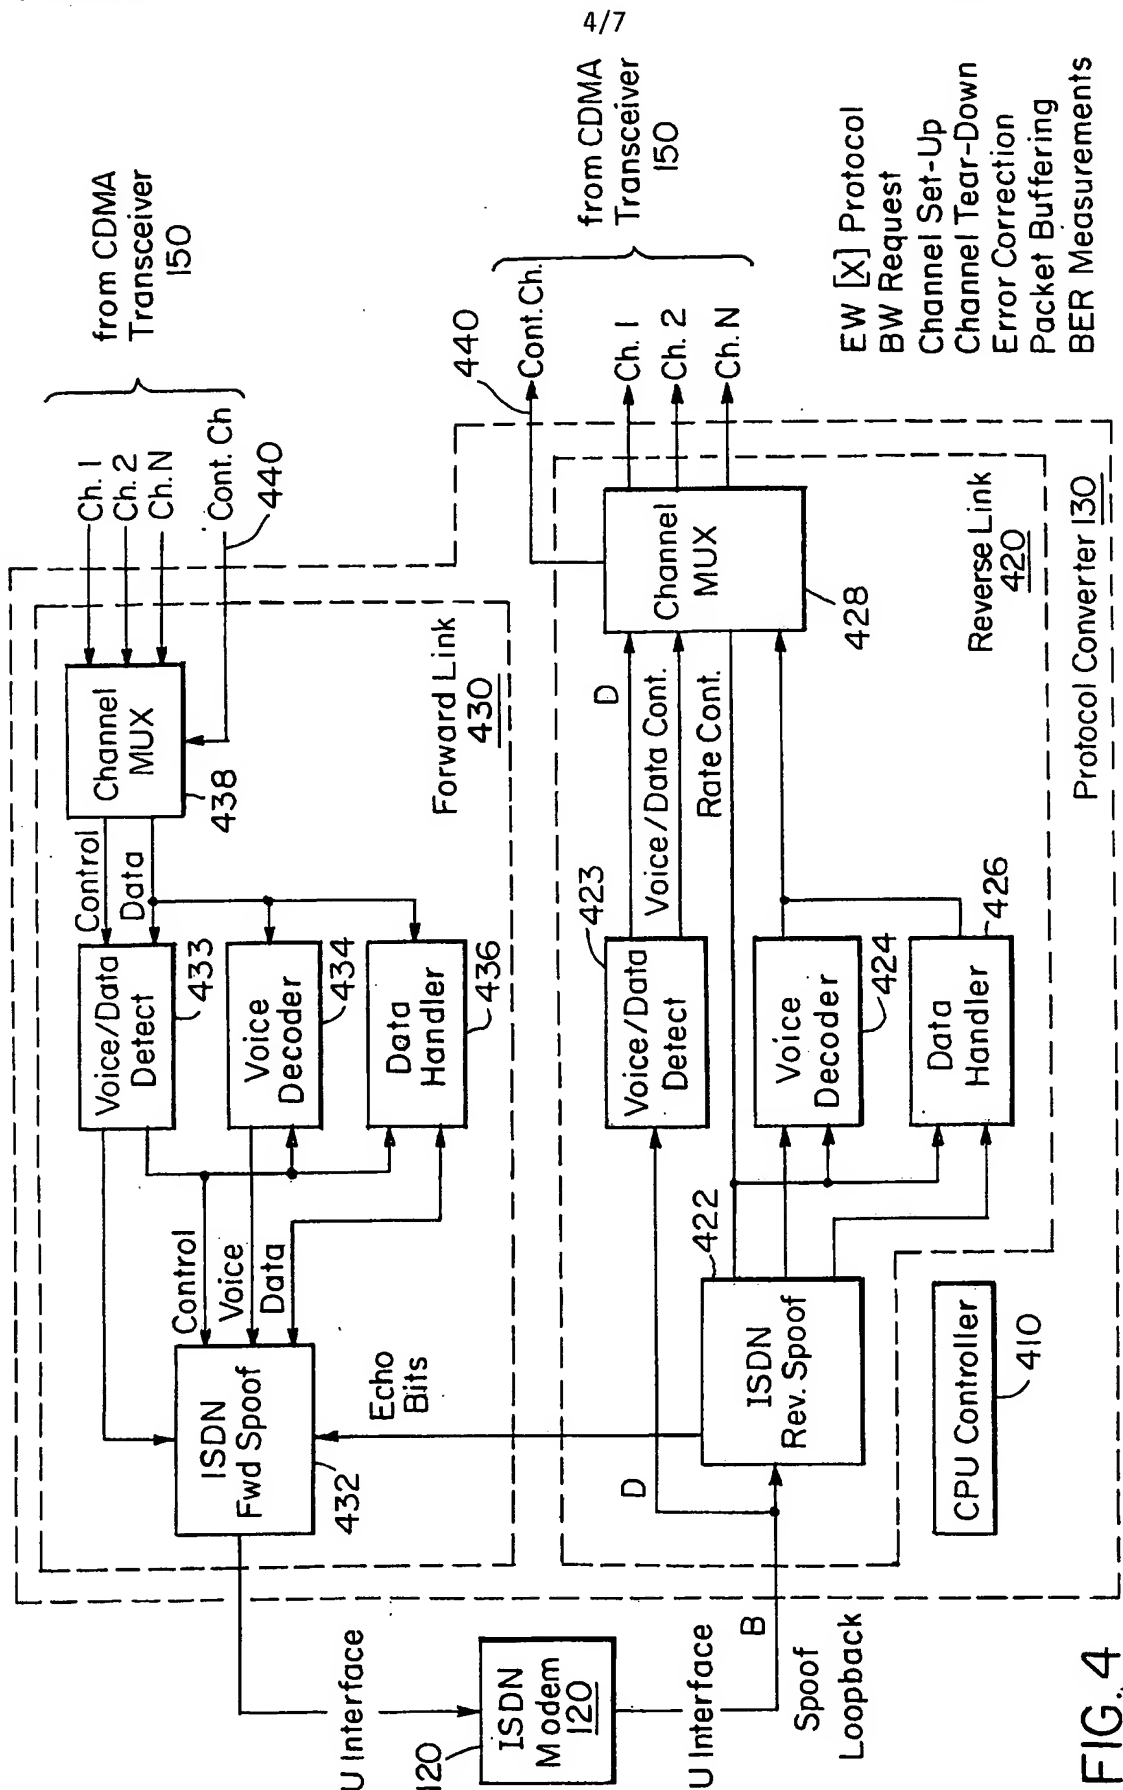 4/7
from CDMA
Transceiver
150
Ch. 1
Ch. 2
Ch. N
Cont. Ch
440
Channel
MUX
438
Control
Data
Forward Link
430
Voice/Data
Detect
433
Voice
Decoder
434
Data
Handler
436
Control
Voice
Data
ISDN
Fwd Spoof
432
Echo
Bits
U Interface
120
ISDN
Modem
120
U Interface
B
Spoof
Loopback
D
ISDN
Rev. Spoof
422
Voice/Data
Detect
423
Voice
Decoder
424
Data
Handler
426
D
Voice/Data Cont.
Rate Cont.
Channel
MUX
428
440
Cont. Ch.
Ch. 1
Ch. 2
Ch. N
from CDMA
Transceiver
150
Reverse Link
420
Protocol Converter 130
CPU Controller
410
EW [X] Protocol
BW Request
Channel Set-Up
Channel Tear-Down
Error Correction
Packet Buffering
BER Measurements
FIG. 4